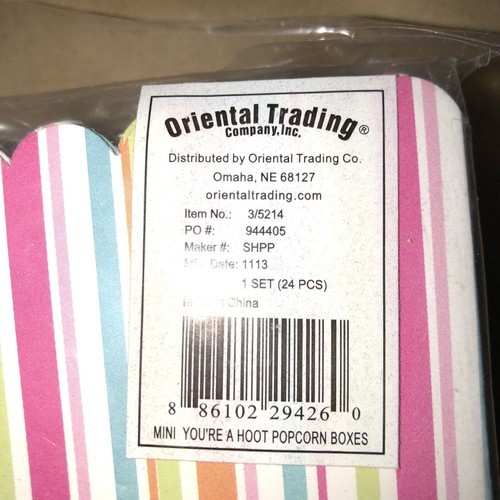 Oriental Trading®
Company, Inc.
Distributed by Oriental Trading Co.
Omaha, NE 68127
orientaltrading.com
Item No.: 3/5214
PO #: 944405
Maker #: SHPP
Date: 1113
1 SET (24 PCS)
China
8 86102 29426 0
MINI YOU'RE A HOOT POPCORN BOXES